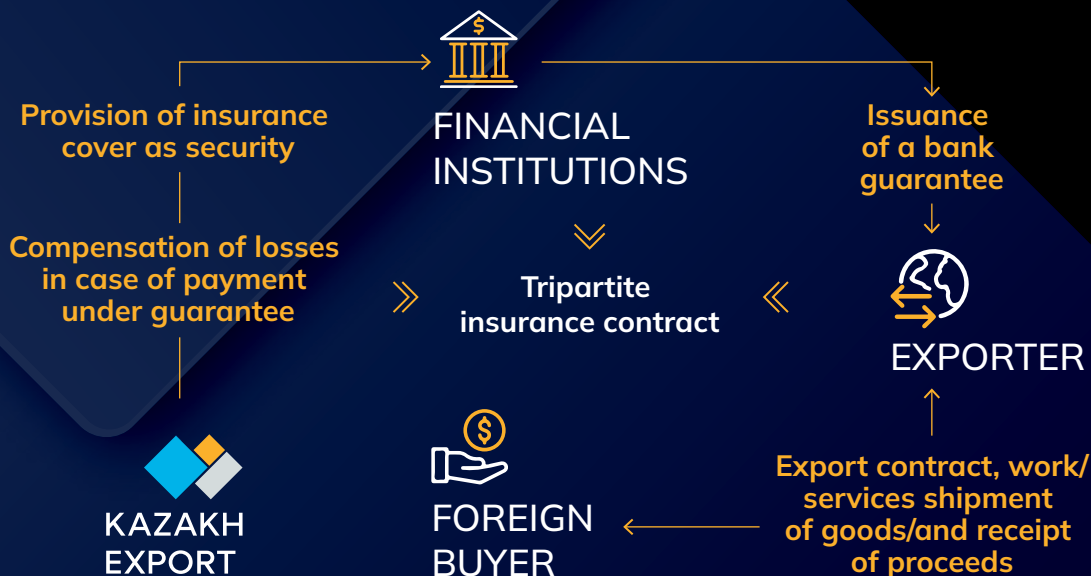 Provision of insurance
cover as security
FINANCIAL
INSTITUTIONS
Issuance
of a bank
guarantee
Compensation of losses
in case of payment
under guarantee
Tripartite
insurance contract
EXPORTER
KAZAKH
EXPORT
FOREIGN
BUYER
Export contract, work/
services shipment
of goods/and receipt
of proceeds